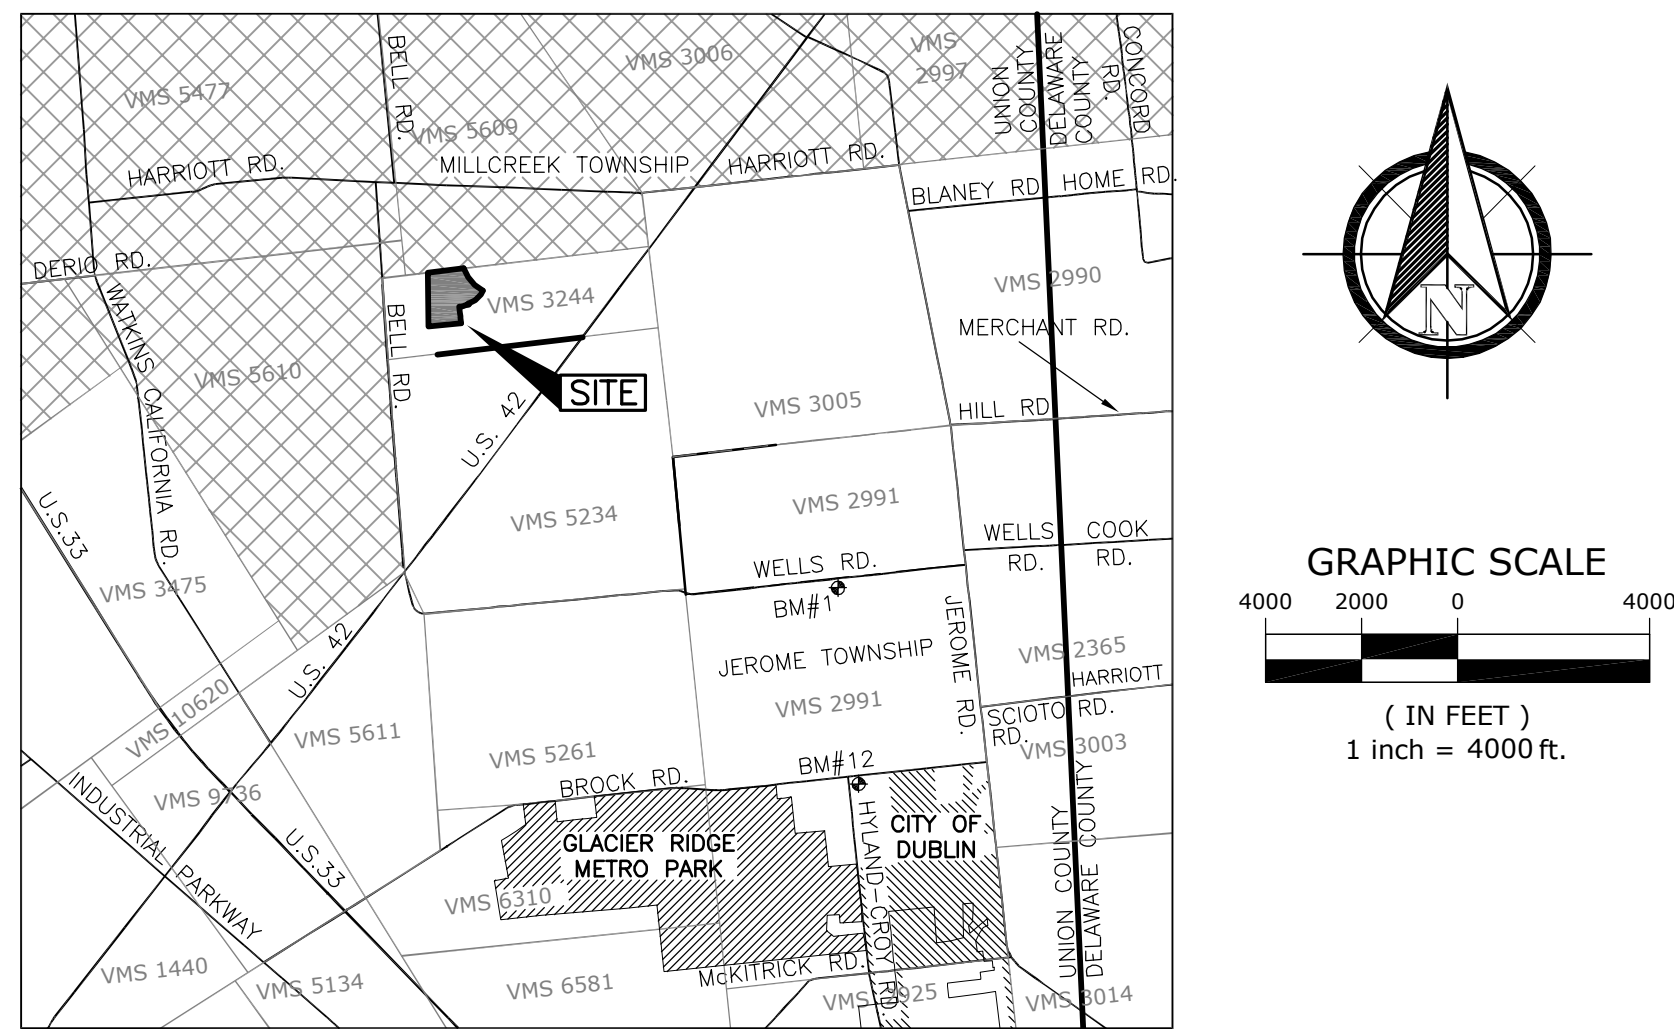 VMS 5477
BELL RD.
VMS 3006
VMS
2997
UNION
COUNTY
DELAWARE
COUNTY
CONCORD
RD.
VMS 5609
HARRIOTT RD.
MILLCREEK TOWNSHIP
HARRIOTT RD.
BLANEY RD
HOME RD.
DERIO RD.
WATKINS CALIFORNIA RD.
BELL RD.
VMS 3244
VMS 2990
MERCHANT RD.
VMS 5610
SITE
U.S. 42
VMS 3005
HILL RD
U.S.33
VMS 5234
VMS 2991
WELLS
RD.
COOK
RD.
WELLS RD.
BM#1
VMS 3475
JEROME TOWNSHIP
JEROME RD.
VMS 2365
HARRIOTT
RD.
U.S. 42
VMS 10620
VMS 2991
SCIOTO
RD.
VMS 3003
VMS 5611
VMS 5261
BM#12
BROCK RD.
VMS 9736
INDUSTRIAL PARKWAY
U.S.33
GLACIER RIDGE
METRO PARK
HYLAND-CROY RD.
CITY OF
DUBLIN
UNION COUNTY
DELAWARE COUNTY
VMS 6310
VMS 1440
VMS 5134
VMS 6581
McKITRICK RD.
VMS 2925
VMS 3014
N
GRAPHIC SCALE
4000 2000 0 4000
( IN FEET )
1 inch = 4000 ft.